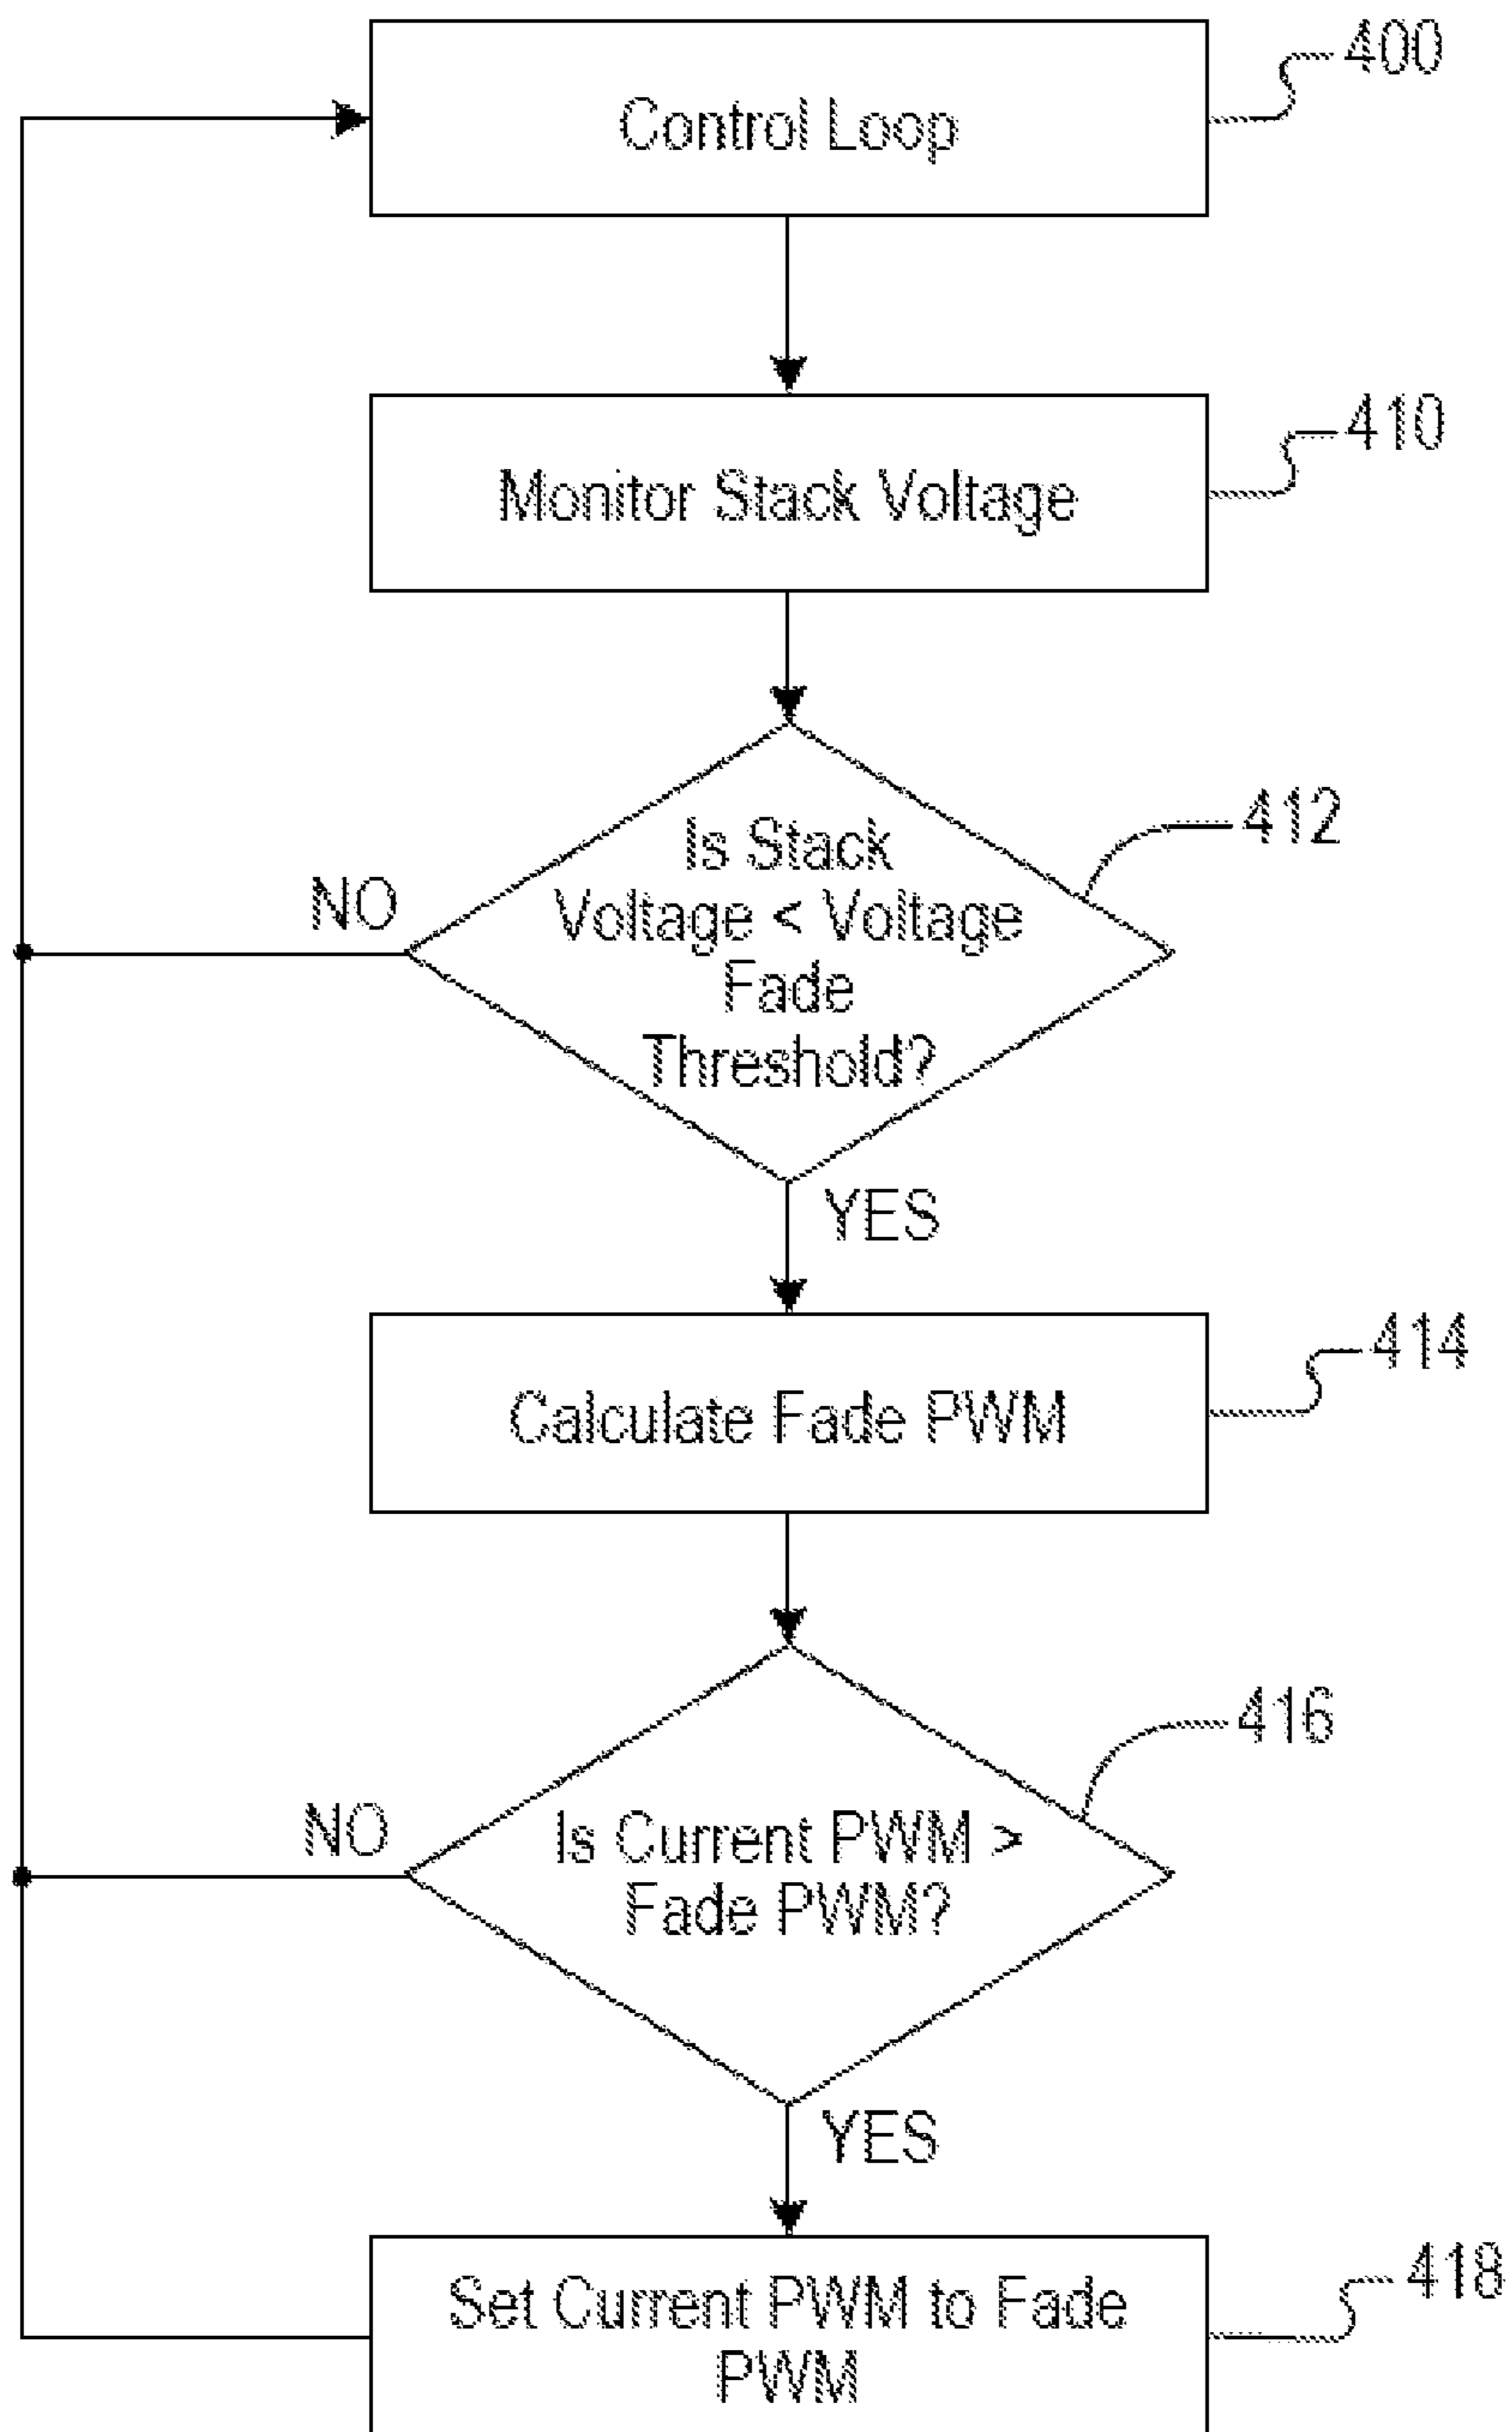 400
Control Loop
410
Monitor Stack Voltage
412
Is Stack
Voltage < Voltage
Fade
Threshold?
NO
YES
414
Calculate Fade PWM
416
Is Current PWM >
Fade PWM?
NO
YES
418
Set Current PWM to Fade
PWM